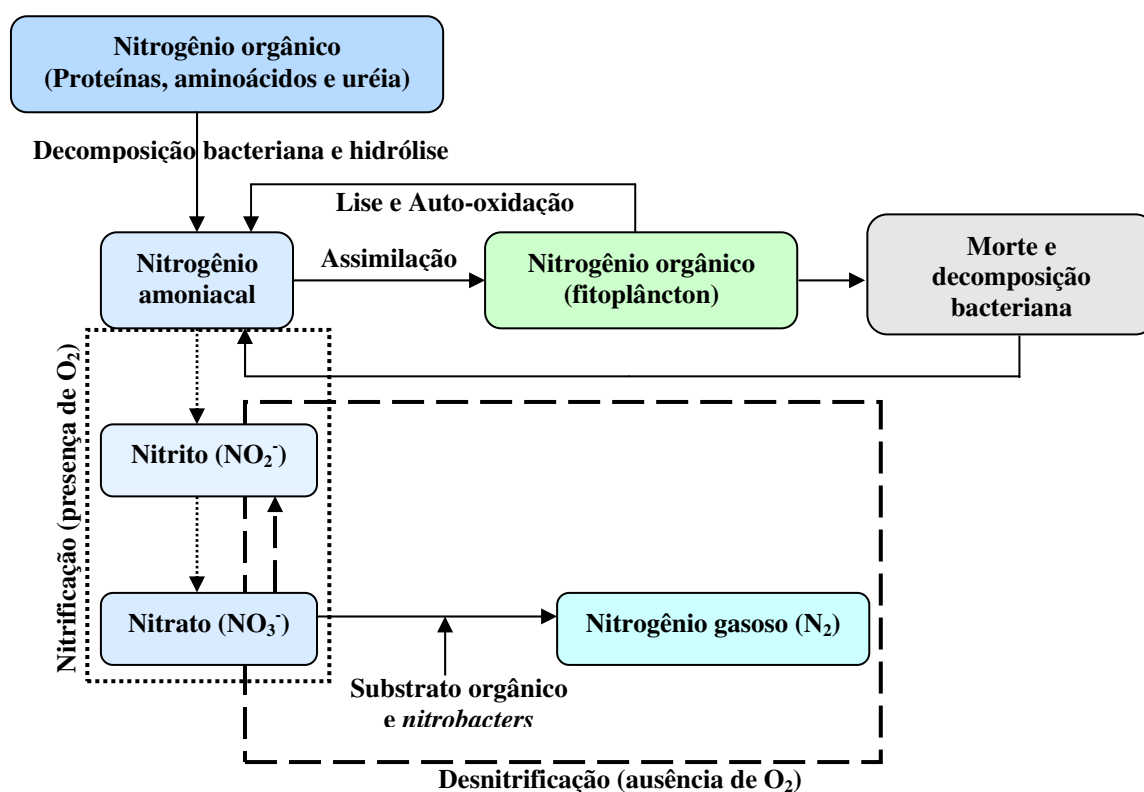 Nitrogênio orgânico
(Proteínas, aminoácidos e uréia)
Decomposição bacteriana e hidrólise
Lise e Auto-oxidação
Nitrogênio
amoniacal
Assimilação
Nitrogênio orgânico
(fitoplâncton)
Morte e
decomposição
bacteriana
Nitrificação (presença de O₂)
Nitrito (NO₂⁻)
Nitrato (NO₃⁻)
Nitrogênio gasoso (N₂)
Substrato orgânico
e nitrobacters
Desnitrificação (ausência de O₂)